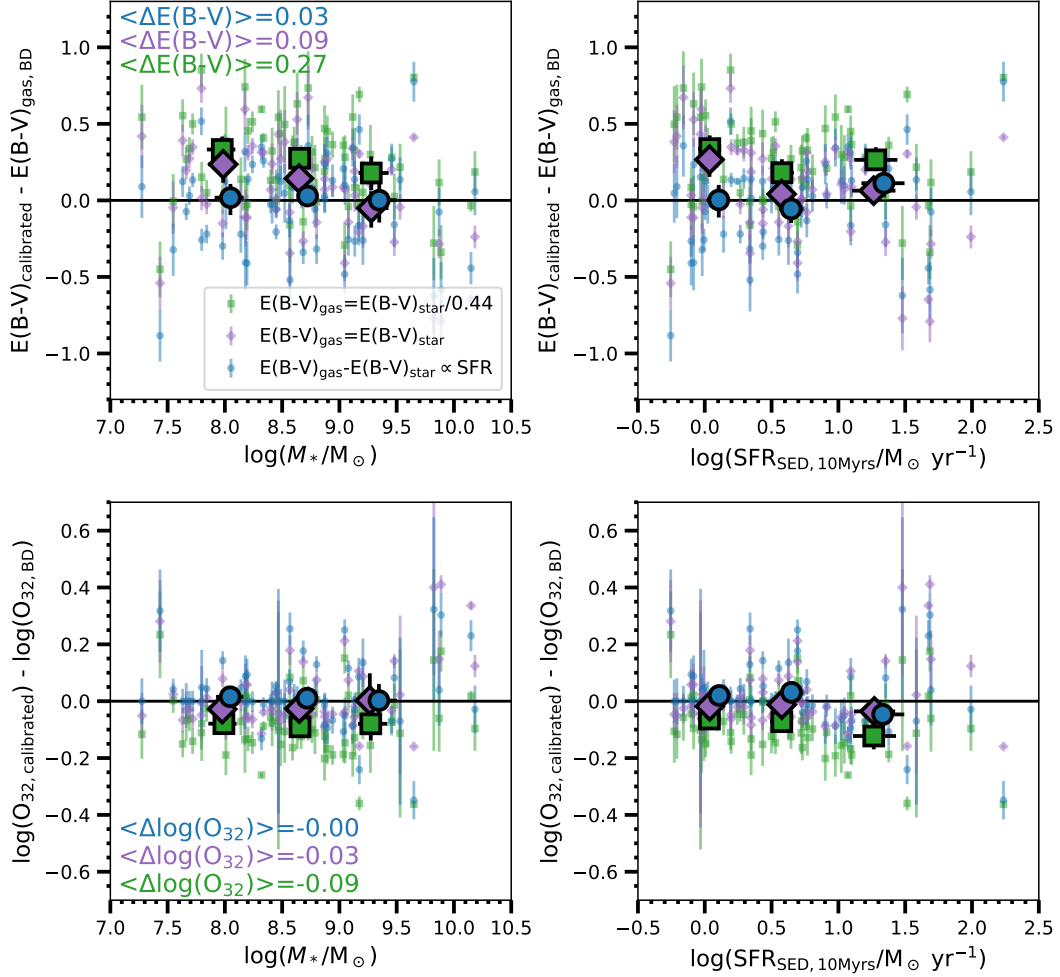 <ΔE(B-V)>=0.03
<ΔE(B-V)>=0.09
<ΔE(B-V)>=0.27
E(B-V)calibrated - E(B-V)gas, BD
1.0
0.5
0.0
−0.5
−1.0
E(B-V)gas=E(B-V)star/0.44
E(B-V)gas=E(B-V)star
E(B-V)gas-E(B-V)star ∝ SFR
7.0 7.5 8.0 8.5 9.0 9.5 10.0 10.5
log(M*/M⊙)
E(B-V)calibrated - E(B-V)gas, BD
1.0
0.5
0.0
−0.5
−1.0
−0.5 0.0 0.5 1.0 1.5 2.0 2.5
log(SFRSED, 10Myrs/M⊙ yr−1)
log(O32, calibrated) - log(O32, BD)
0.6
0.4
0.2
0.0
−0.2
−0.4
−0.6
<Δlog(O32)>=-0.00
<Δlog(O32)>=-0.03
<Δlog(O32)>=-0.09
7.0 7.5 8.0 8.5 9.0 9.5 10.0 10.5
log(M*/M⊙)
log(O32, calibrated) - log(O32, BD)
0.6
0.4
0.2
0.0
−0.2
−0.4
−0.6
−0.5 0.0 0.5 1.0 1.5 2.0 2.5
log(SFRSED, 10Myrs/M⊙ yr−1)